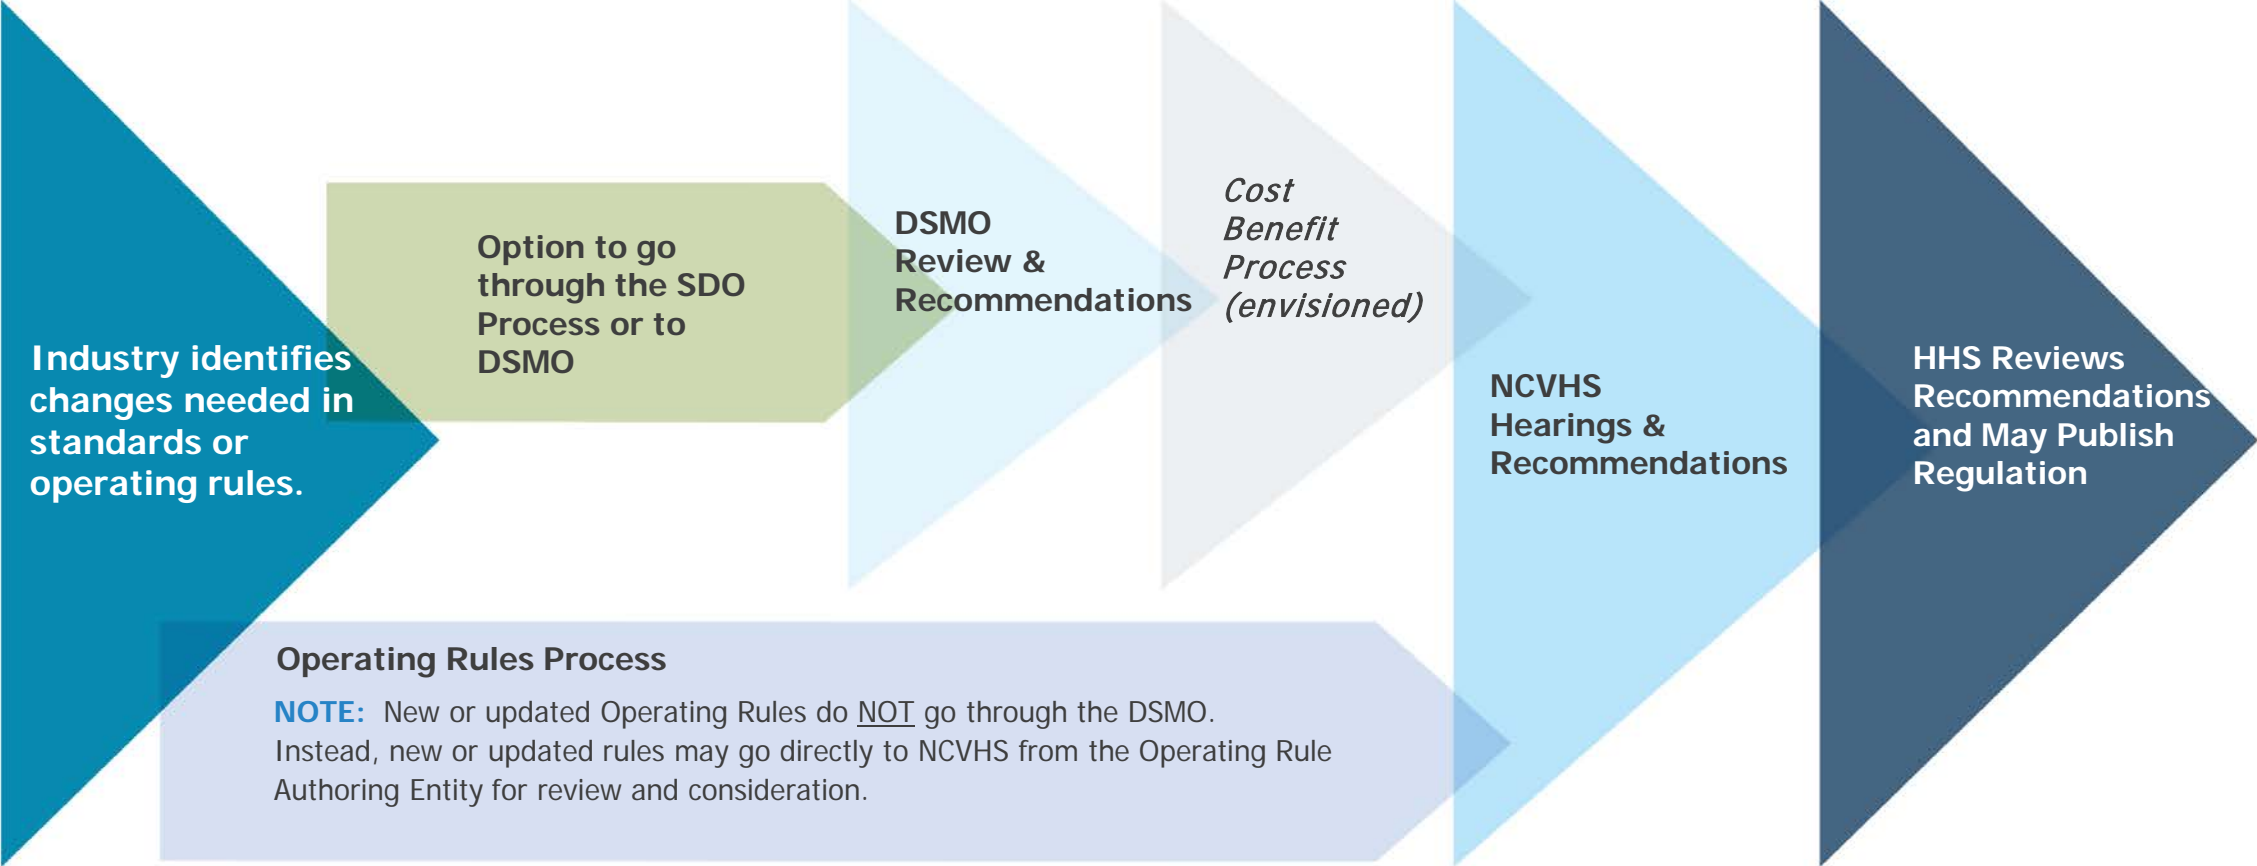 Industry identifies
changes needed in
standards or
operating rules.
Option to go
through the SDO
Process or to
DSMO
DSMO
Review &
Recommendations
Cost
Benefit
Process
(envisioned)
NCVHS
Hearings &
Recommendations
HHS Reviews
Recommendations
and May Publish
Regulation
Operating Rules Process
NOTE: New or updated Operating Rules do NOT go through the DSMO.
Instead, new or updated rules may go directly to NCVHS from the Operating Rule
Authoring Entity for review and consideration.